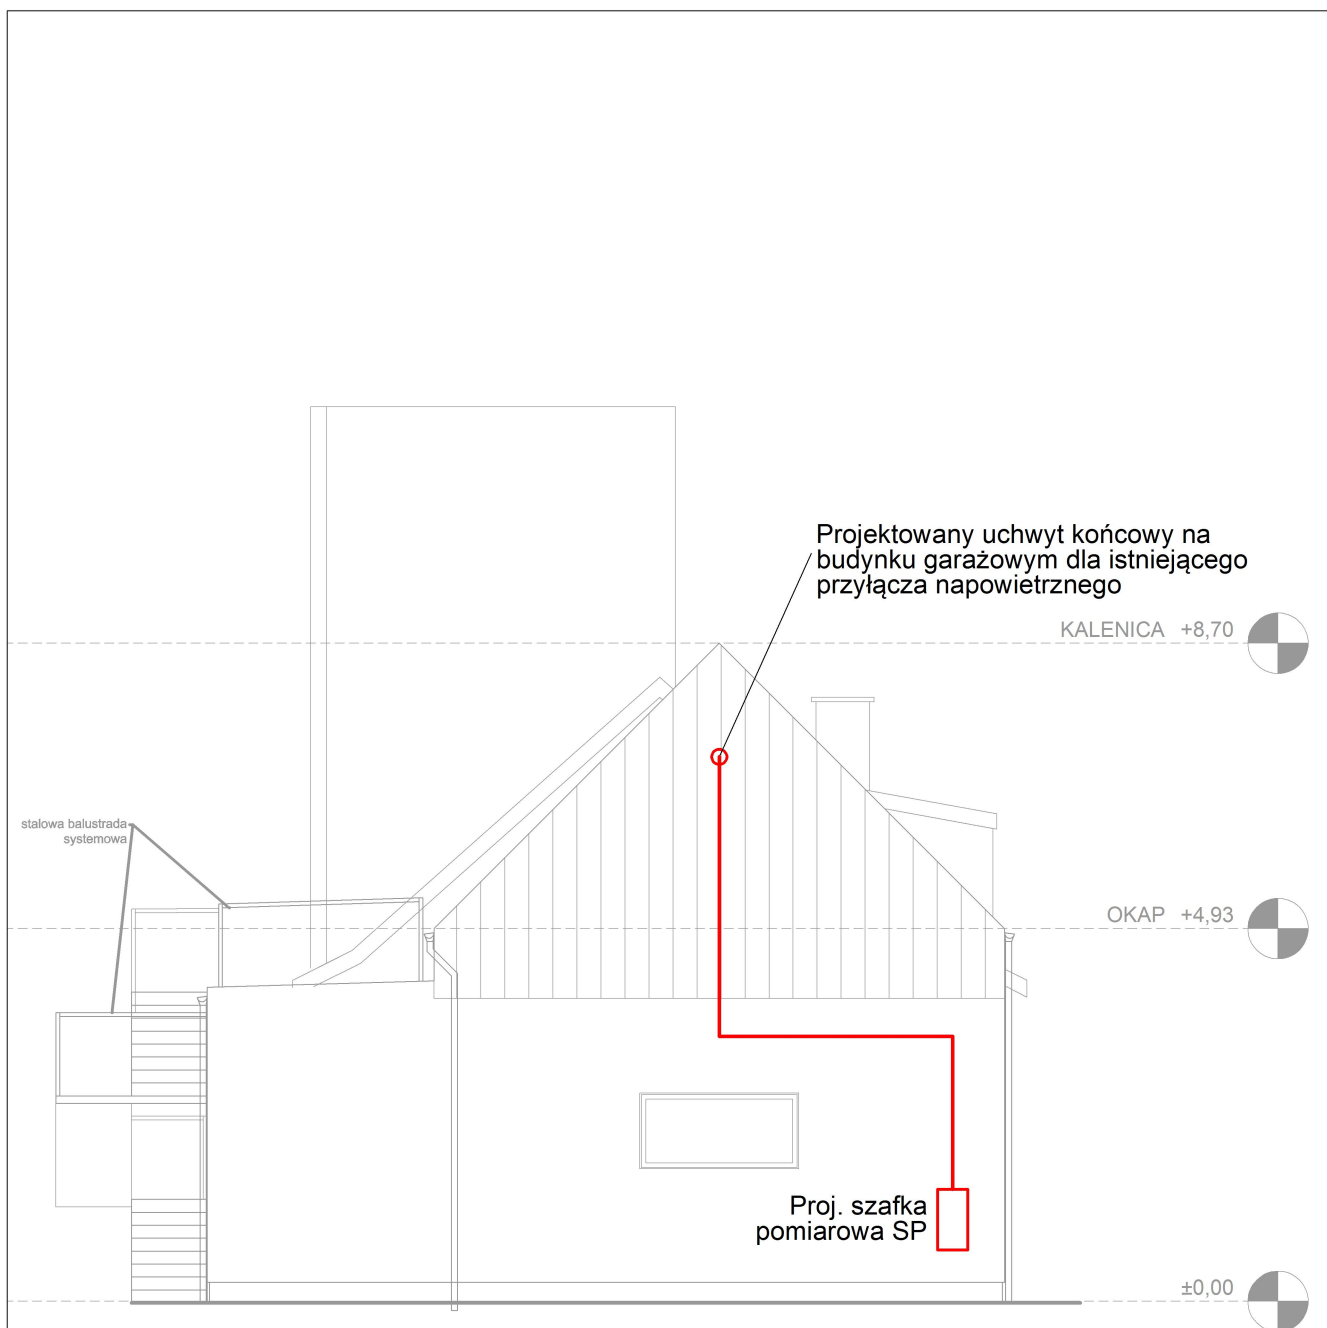 Projektowany uchwyt końcowy na
budynku garażowym dla istniejącego
przyłącza napowietrznego
KALENICA +8,70
stalowa balustrada
systemowa
OKAP +4,93
Proj. szafka
pomiarowa SP
±0,00